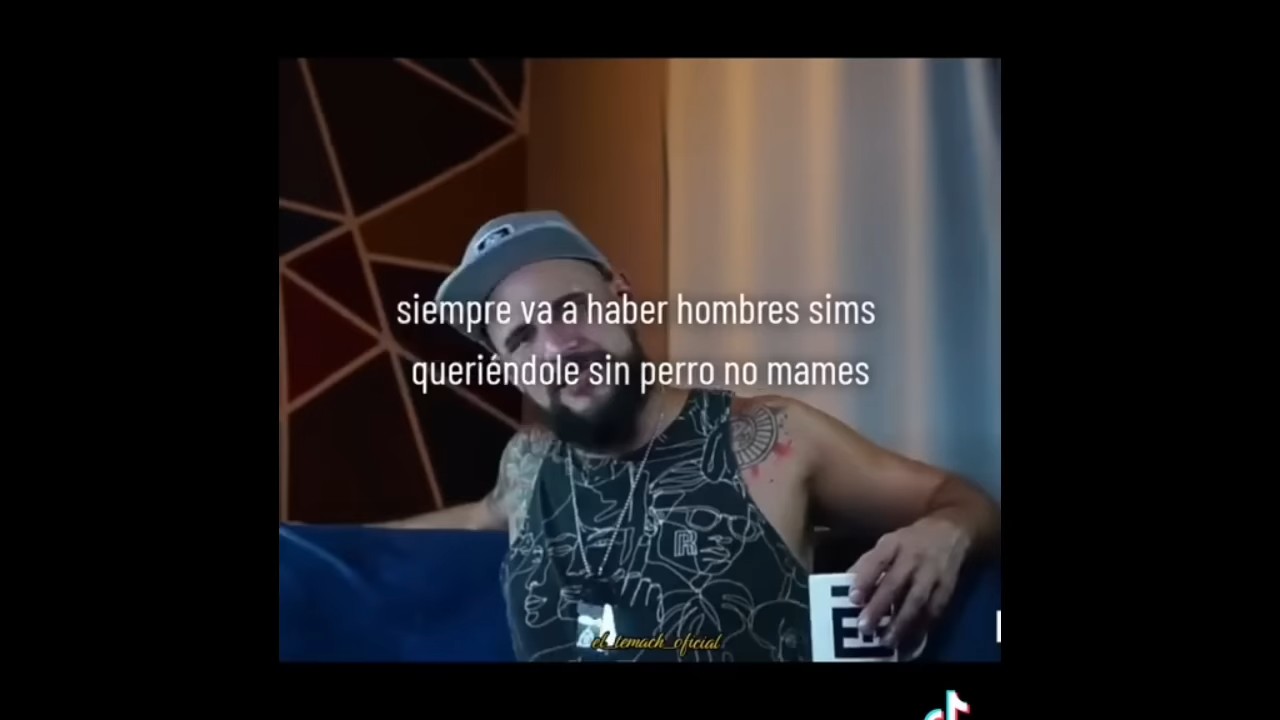 siempre va a haber hombres sims
queriéndole sin perro no mames
el_temach_oficial